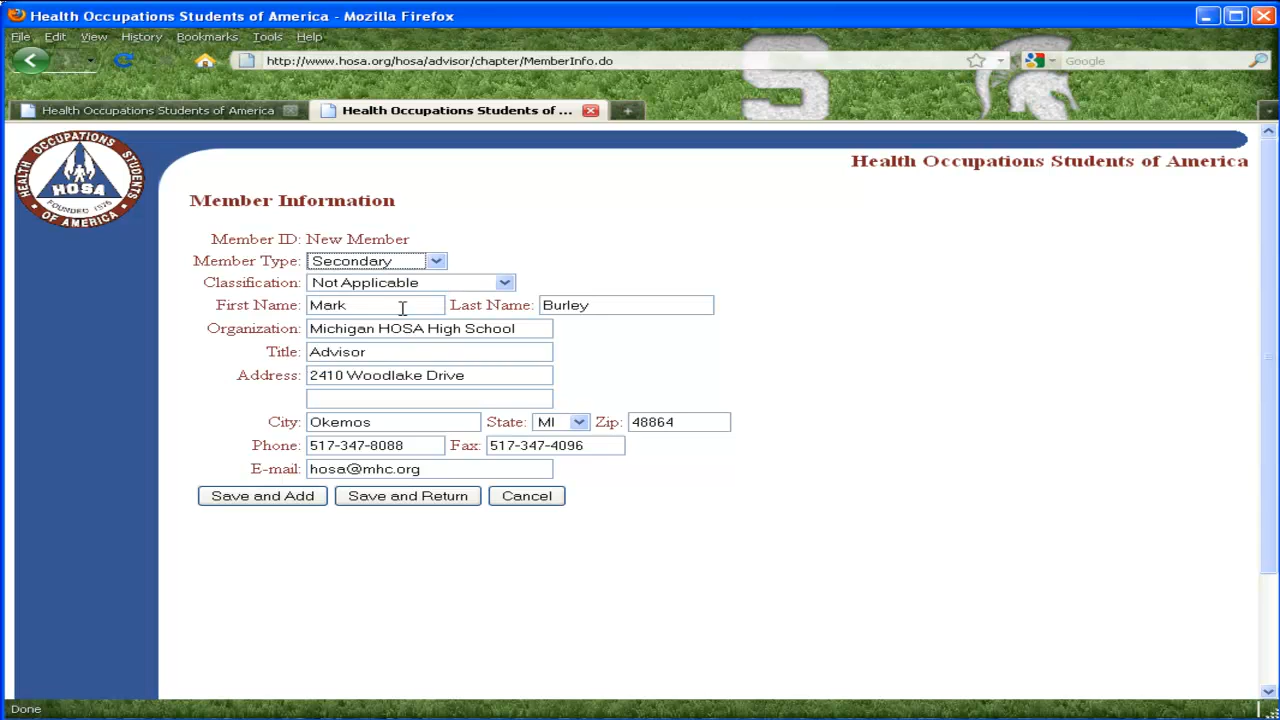 Health Occupations Students of America - Mozilla Firefox
File Edit View History Bookmarks Tools Help
http://www.hosa.org/hosa/advisor/chapter/MemberInfo.do
Google
Health Occupations Students of America
Health Occupations Students of ...
HEALTH OCCUPATIONS STUDENTS
HOSA
FOUNDED 1976
OF AMERICA
Health Occupations Students of America
Member Information
Member ID: New Member
Member Type: Secondary
Classification: Not Applicable
First Name: Mark Last Name: Burley
Organization: Michigan HOSA High School
Title: Advisor
Address: 2410 Woodlake Drive
City: Okemos State: MI Zip: 48864
Phone: 517-347-8088 Fax: 517-347-4096
E-mail: hosa@mhc.org
Save and Add Save and Return Cancel
Done